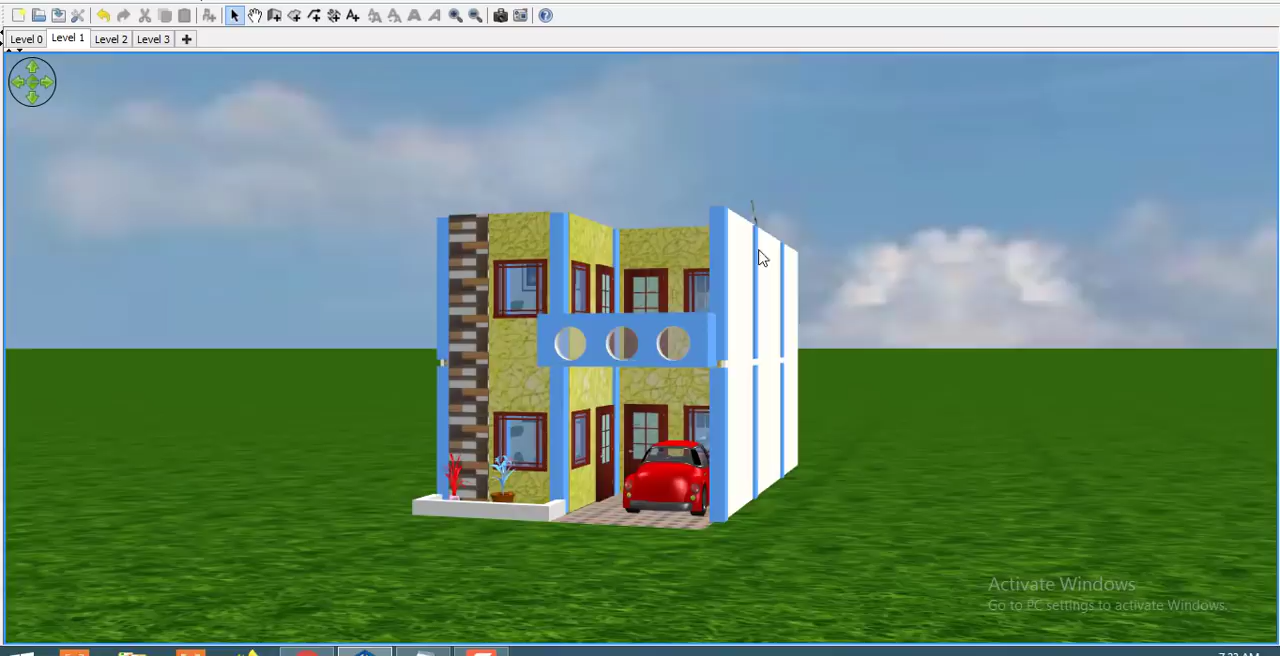 Level 0 Level 1 Level 2 Level 3
Activate Windows
Go to PC settings to activate Windows.